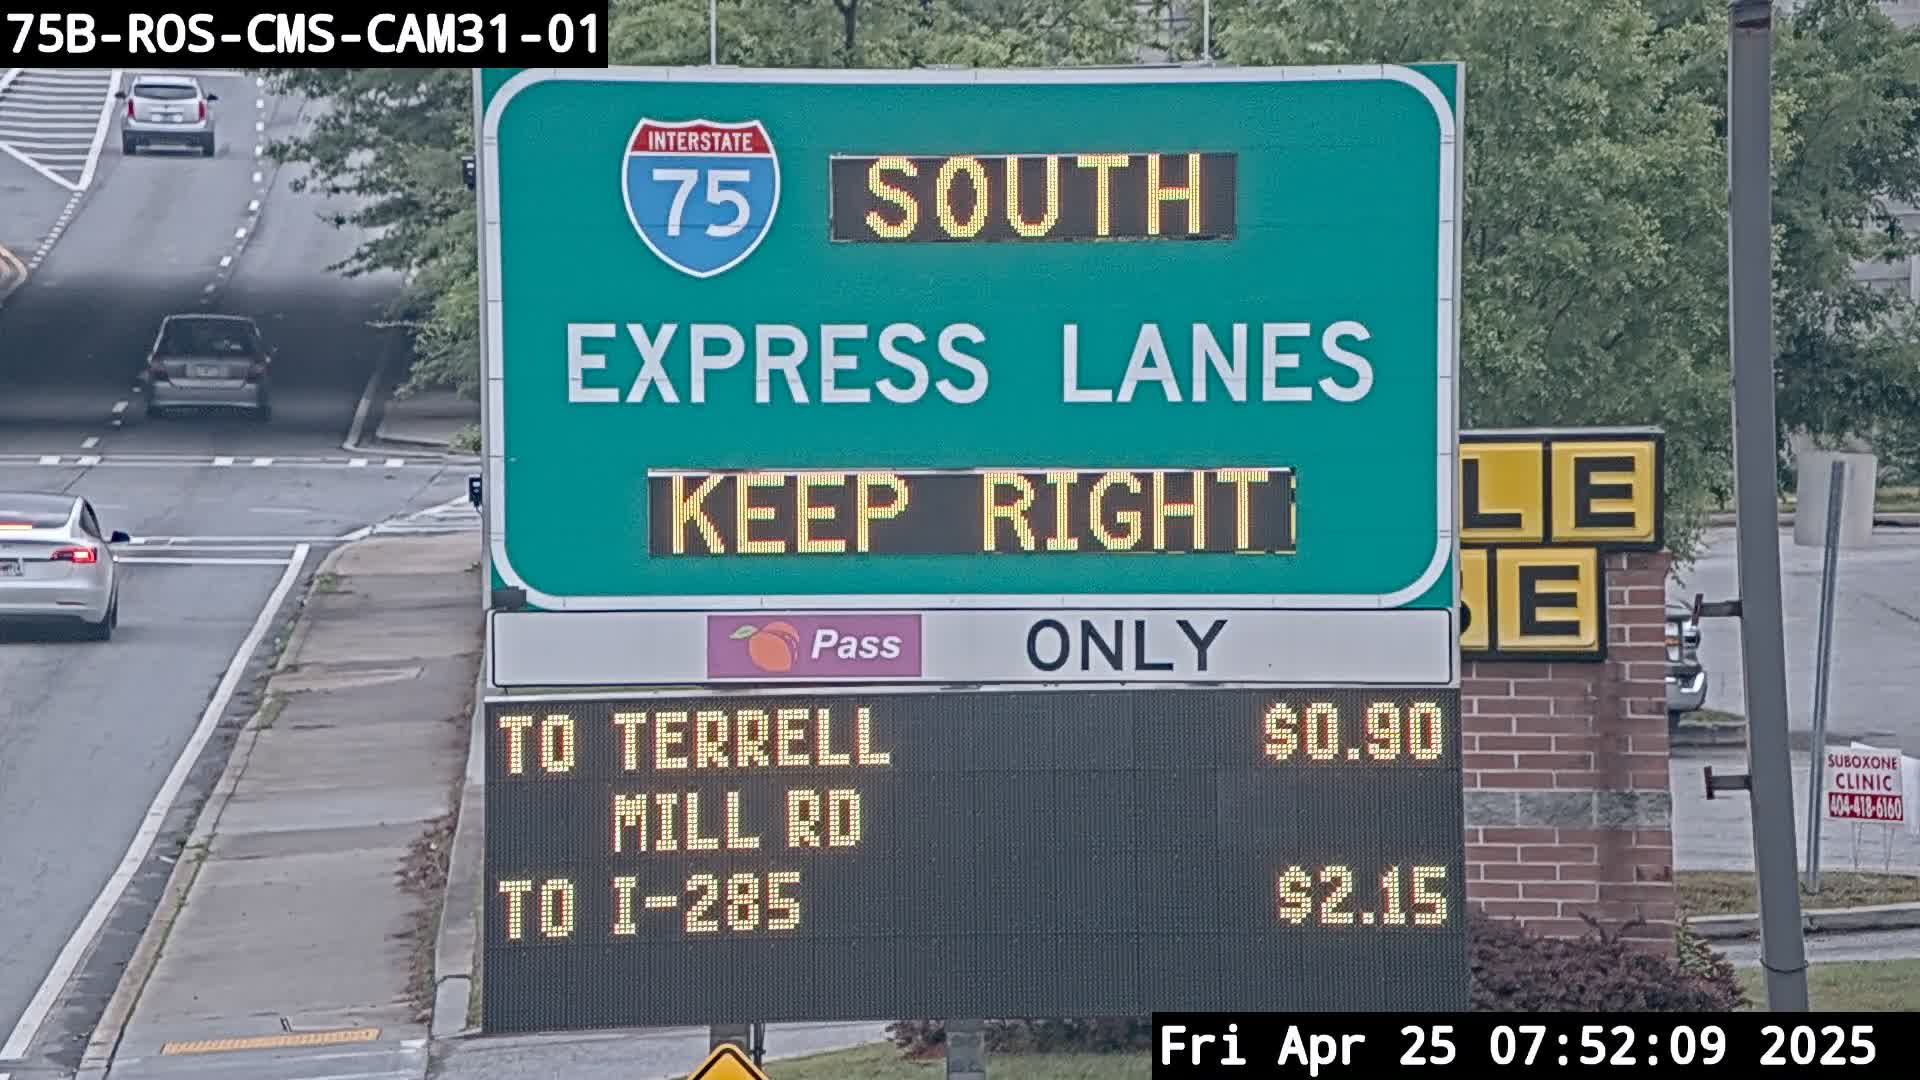 75B-ROS-CMS-CAM31-01
INTERSTATE
75
SOUTH
EXPRESS LANES
KEEP RIGHT
Pass
ONLY
TO TERRELL $0.90
MILL RD
TO I-285 $2.15
LE
E
SUBOXONE
CLINIC
404-418-6160
Fri Apr 25 07:52:09 2025